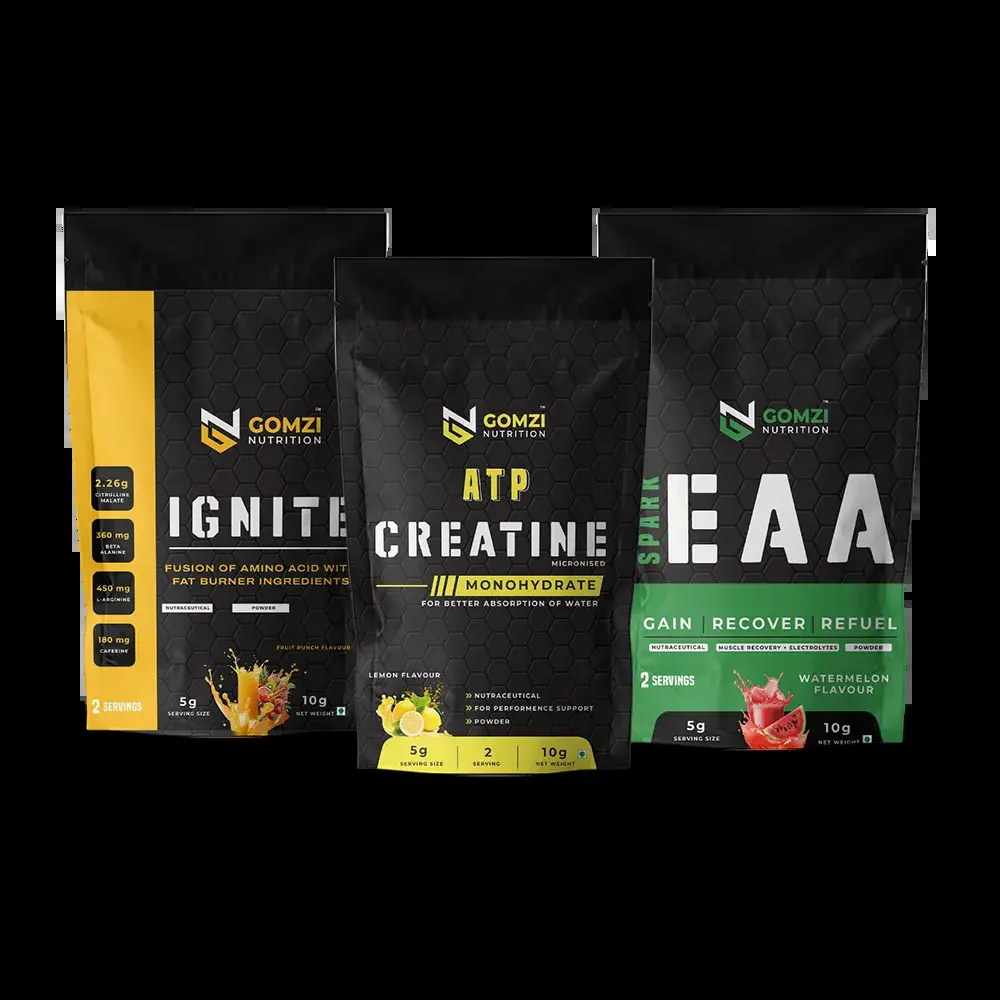 GOMZI
NUTRITION
2.26g
CITRULLINE
MALATE
360 mg
BETA
ALANINE
450 mg
L-ARGININE
180 mg
CAFEEINE
2 SERVINGS
IGNITE
FUSION OF AMINO ACID WIT
FAT BURNER INGREDIENTS
NUTRACEUTICAL
POWDER
FRUIT PUNCH FLAVOUR
5g
SERVING SIZE
10g
NET WEIGHT
GOMZI
TM
NUTRITION
ATP
CREATINE
MICRONISED
MONOHYDRATE
FOR BETTER ABSORPTION OF WATER
LEMON FLAVOUR
NUTRACEUTICAL
FOR PERFORMENCE SUPPORT
POWDER
5g
SERVING SIZE
2
SERVING
10g
NET WEIGHT
GOMZI
TM
NUTRITION
SPARK
EAA
GAIN | RECOVER | REFUEL
NUTRACEUTICAL
MUSCLE RECOVERY + ELECTROLYTES
POWDER
2 SERVINGS
WATERMELON
FLAVOUR
5g
SERVING SIZE
10g
NET WEIGHT